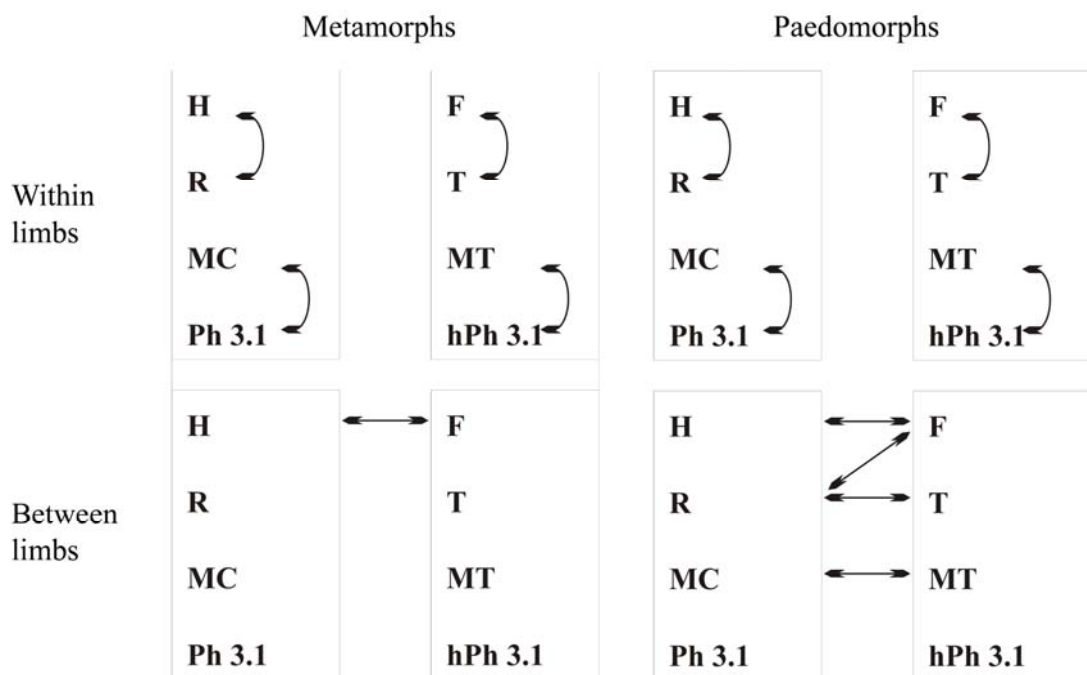 Metamorphs Paedomorphs
H F H F
R T R T
Within
limbs
MC MT MC MT
Ph 3.1 hPh 3.1 Ph 3.1 hPh 3.1
H F H F
R T R T
Between
limbs
MC MT MC MT
Ph 3.1 hPh 3.1 Ph 3.1 hPh 3.1